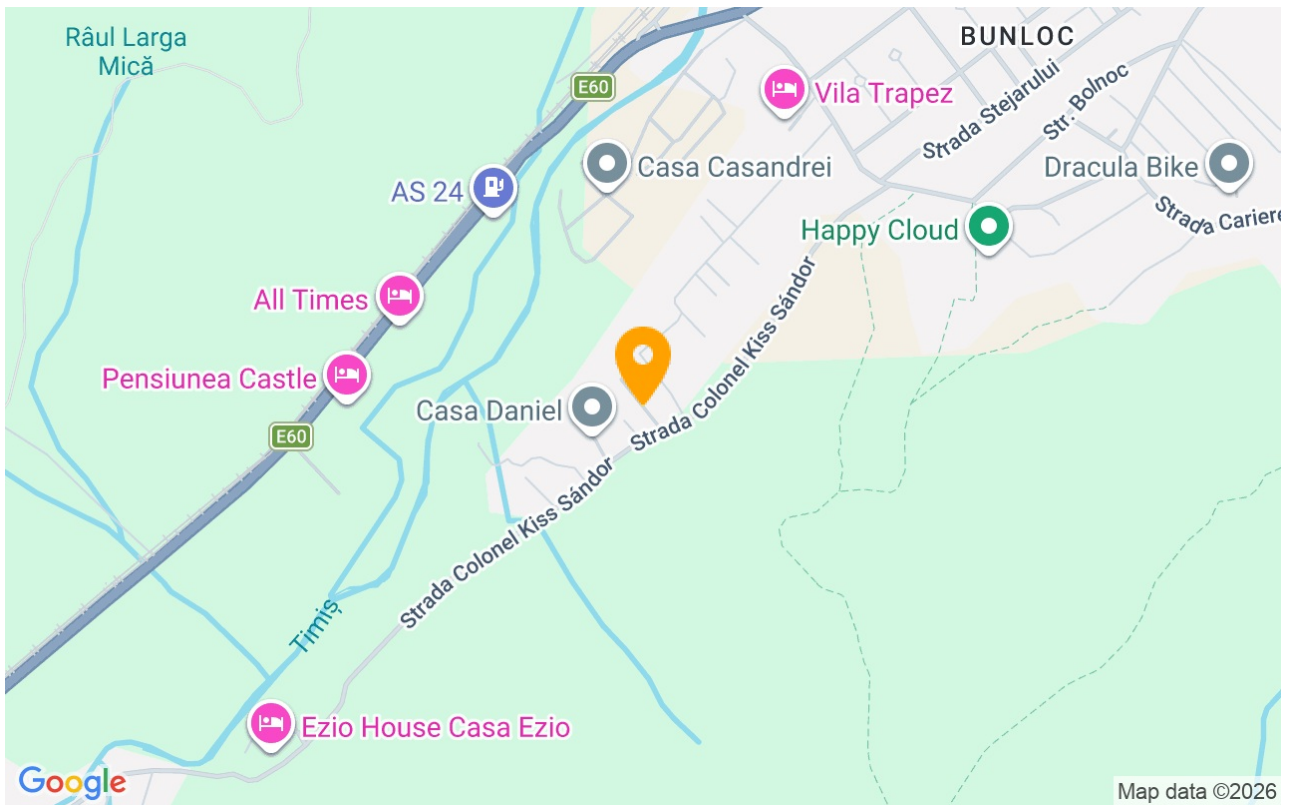 Râul Larga
Mică
BUNLOC
E60
Vila Trapez
Strada Stejarului
Str. Bolnoc
Casa Casandrei
Dracula Bike
AS 24
Strada Cariere
Happy Cloud
All Times
Strada Colonel Kiss Sándor
Pensiunea Castle
Casa Daniel
E60
Strada Colonel Kiss Sándor
Timiș
Ezio House Casa Ezio
Google
Map data ©2026